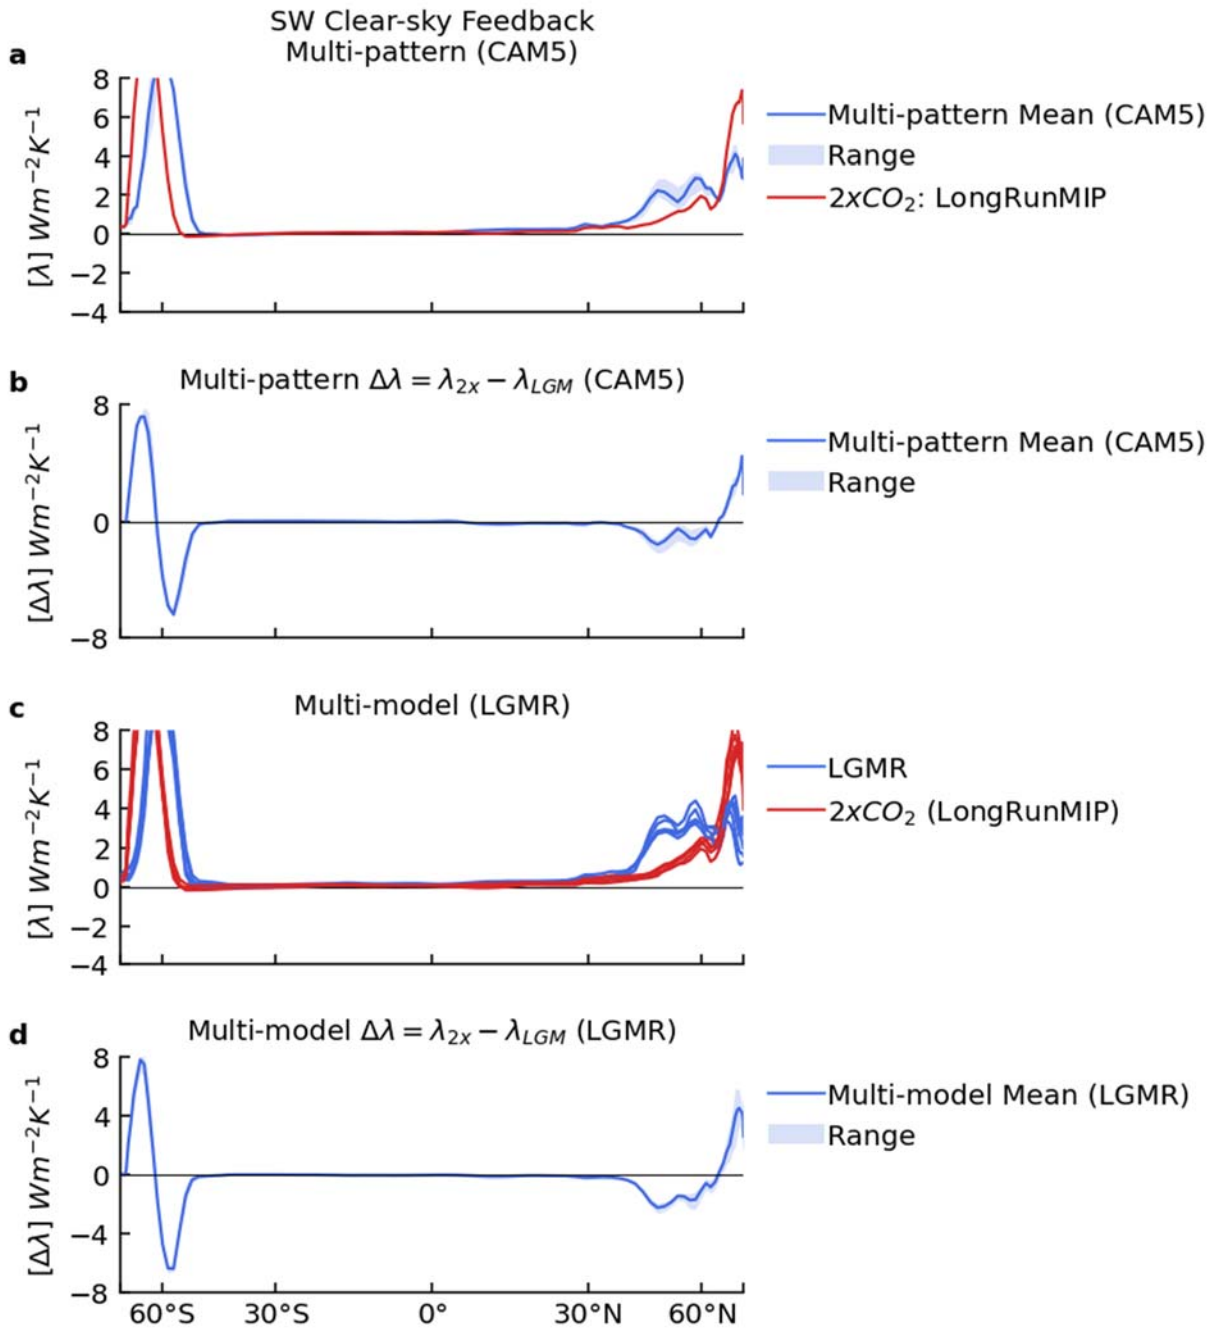 SW Clear-sky Feedback
a Multi-pattern (CAM5)
8
6
4
2
0
−2
−4
[λ] Wm⁻²K⁻¹
Multi-pattern Mean (CAM5)
Range
2xCO₂: LongRunMIP
b Multi-pattern Δλ = λ₂ₓ − λ_LGM (CAM5)
8
0
−8
[Δλ] Wm⁻²K⁻¹
Multi-pattern Mean (CAM5)
Range
c Multi-model (LGMR)
8
6
4
2
0
−2
−4
[λ] Wm⁻²K⁻¹
LGMR
2xCO₂ (LongRunMIP)
d Multi-model Δλ = λ₂ₓ − λ_LGM (LGMR)
8
4
0
−4
−8
[Δλ] Wm⁻²K⁻¹
Multi-model Mean (LGMR)
Range
60°S 30°S 0° 30°N 60°N